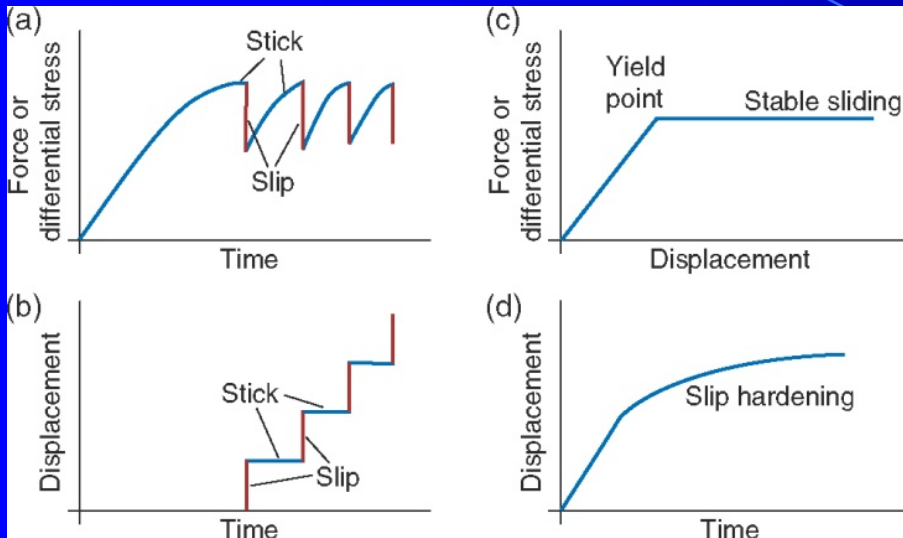 (a)
Force or
differential stress
Stick
Slip
Time
(c)
Force or
differential stress
Yield
point
Stable sliding
Displacement
(b)
Displacement
Stick
Slip
Time
(d)
Displacement
Slip hardening
Time